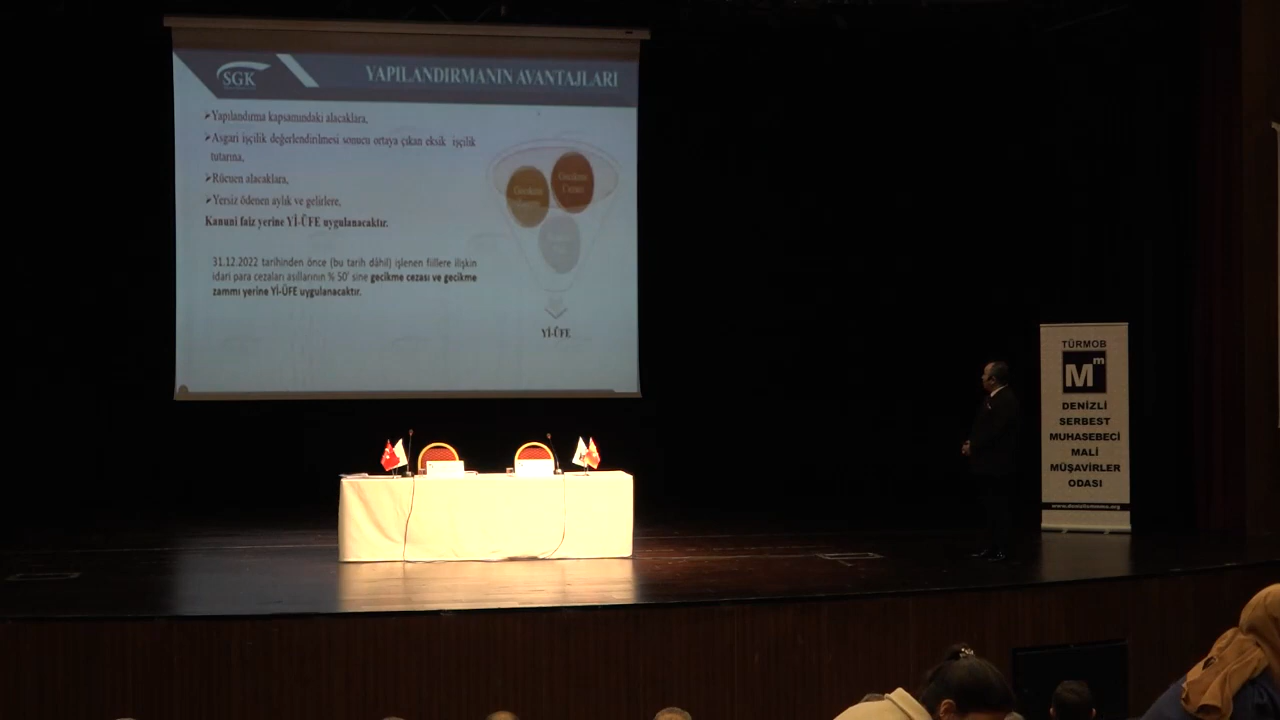 SGK
YAPILANDIRMANIN AVANTAJLARI
➢Yapılandırma kapsamındaki alacaklara,
➢Asgari işçilik değerlendirilmesi sonucu ortaya çıkan eksik işçilik
tutarına,
➢Rücuen alacaklara,
➢Yersiz ödenen aylık ve gelirlere,
Kanuni faiz yerine Yİ-ÜFE uygulanacaktır.
31.12.2022 tarihinden önce (bu tarih dâhil) işlenen fiillere ilişkin
idari para cezaları asıllarının % 50' sine gecikme cezası ve gecikme
zammı yerine Yİ-ÜFE uygulanacaktır.
Gecikme
Cezası
Gecikme
Yİ-ÜFE
TÜRMOB
Mm
DENİZLİ
SERBEST
MUHASEBECİ
MALİ
MÜŞAVİRLER
ODASI